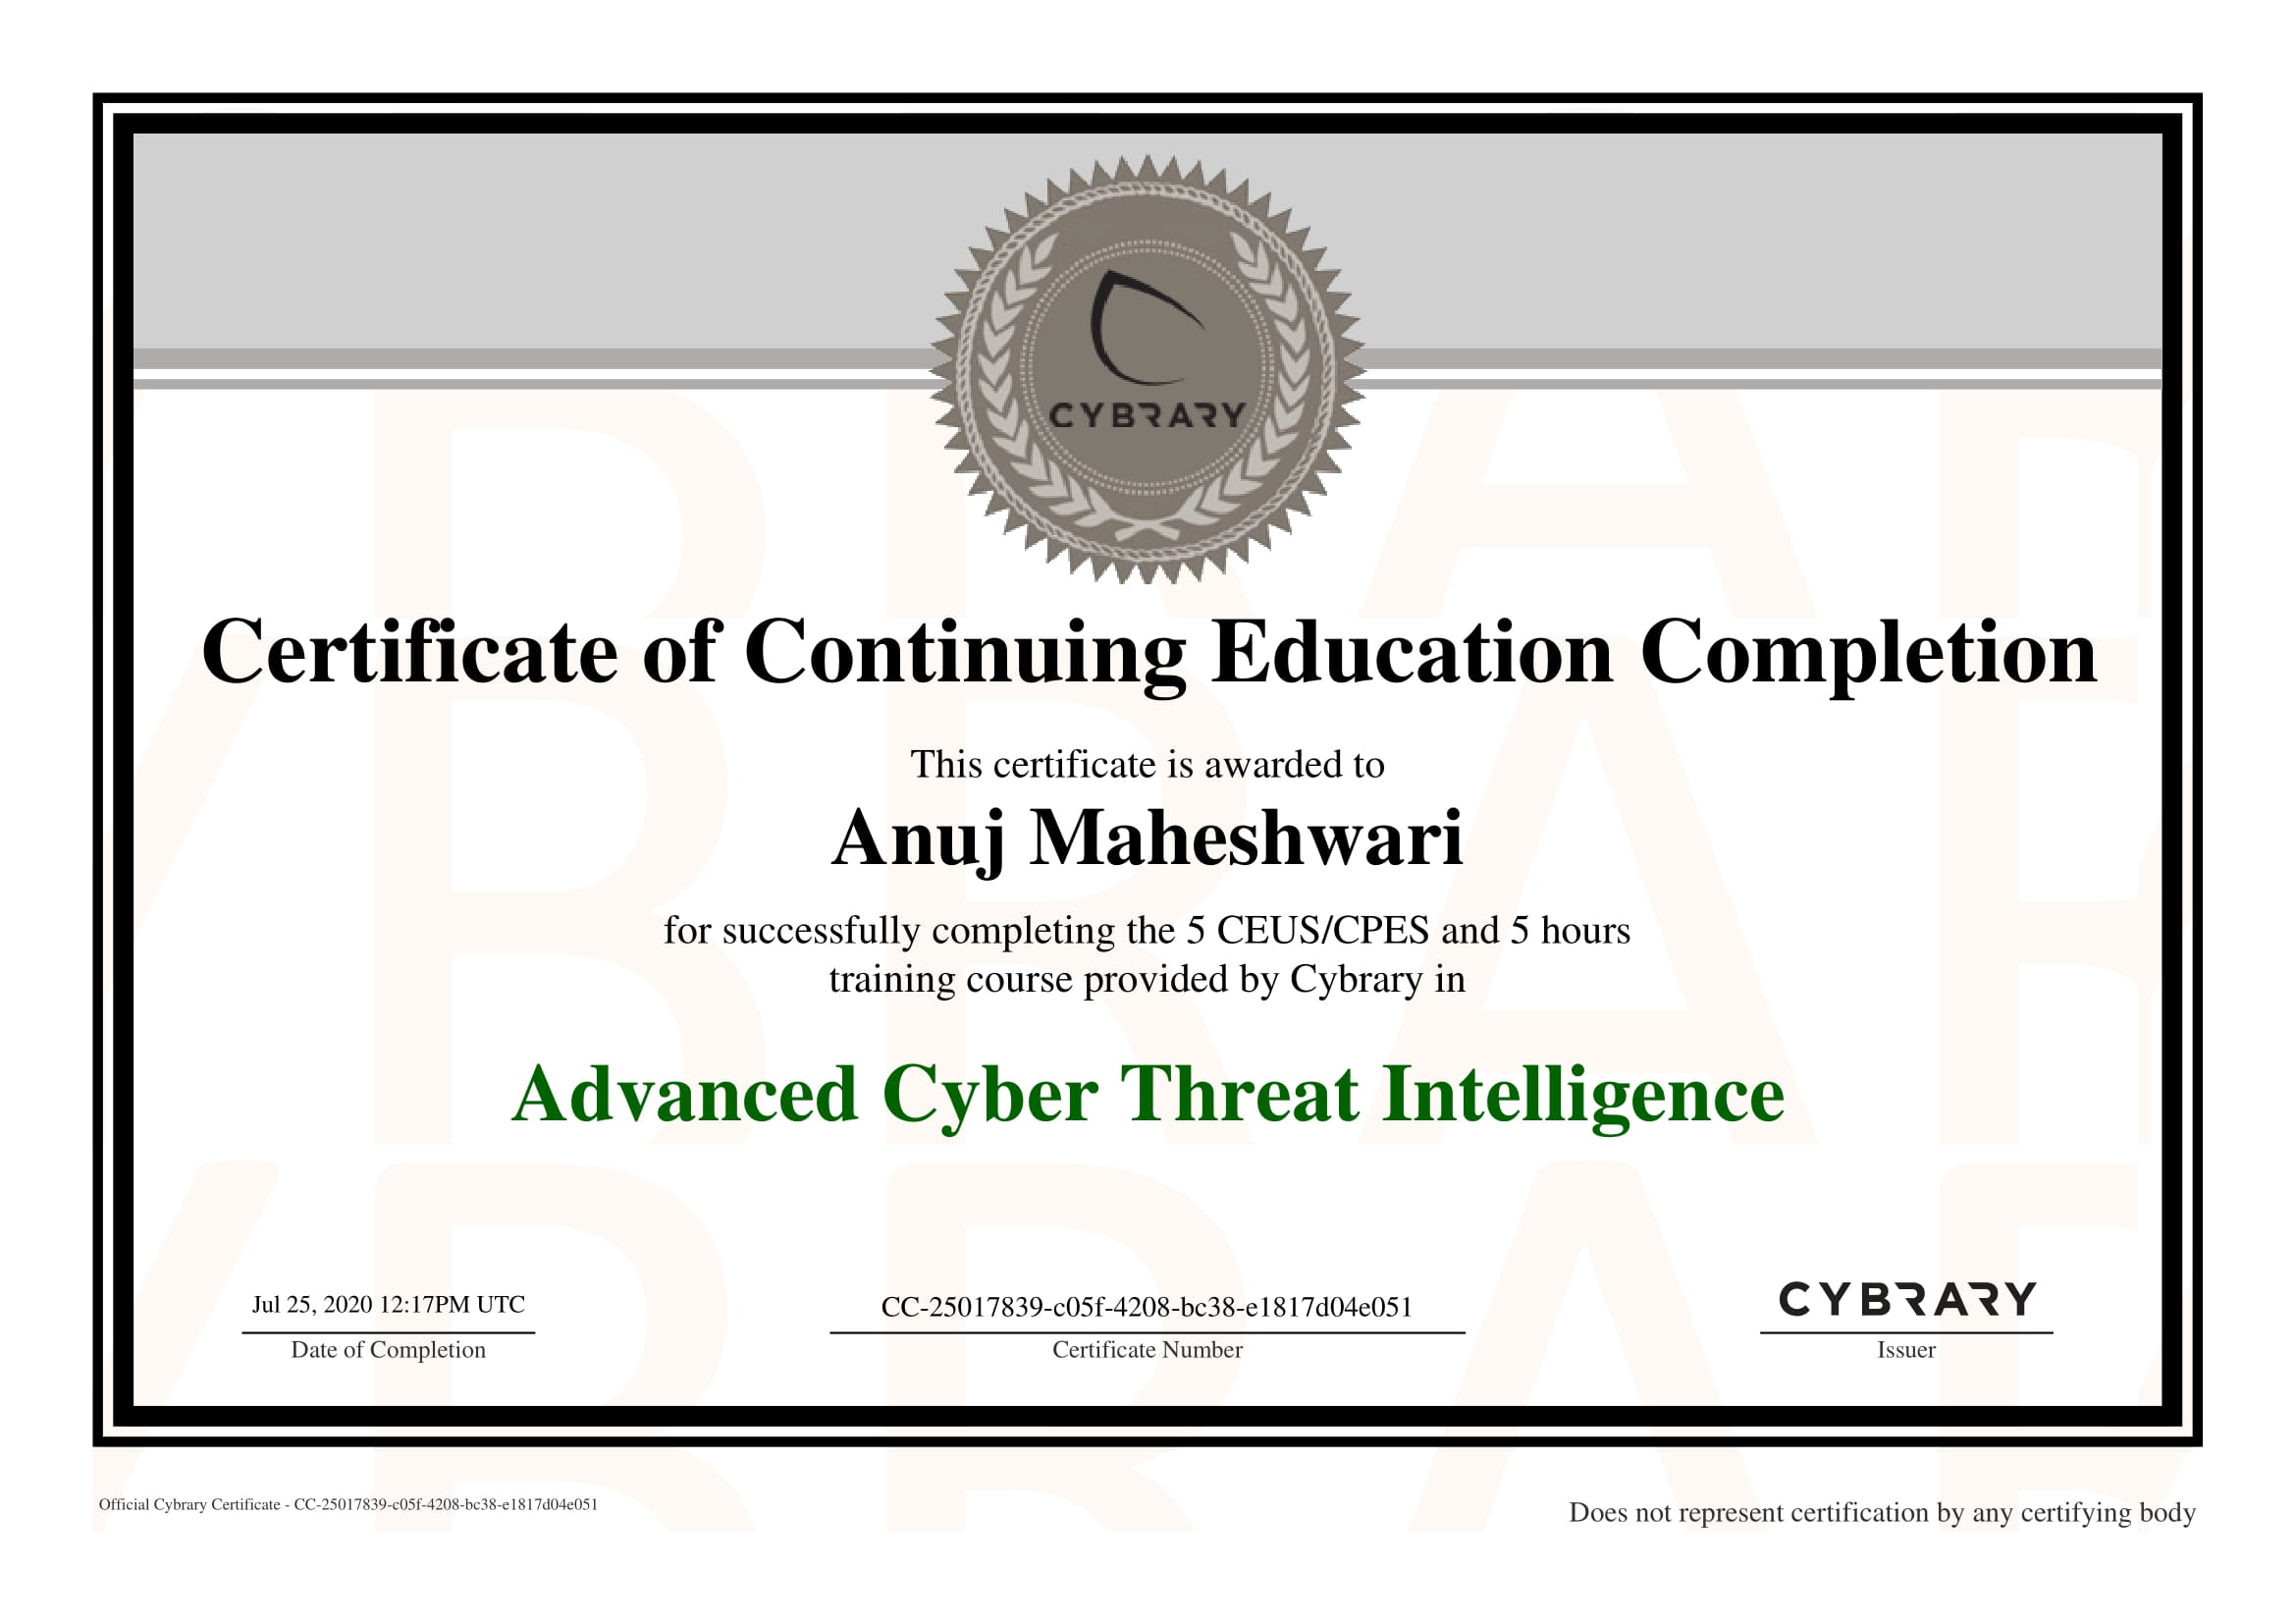 CYBRARY
Certificate of Continuing Education Completion
This certificate is awarded to
Anuj Maheshwari
for successfully completing the 5 CEUS/CPES and 5 hours
training course provided by Cybrary in
Advanced Cyber Threat Intelligence
Jul 25, 2020 12:17PM UTC
Date of Completion
CC-25017839-c05f-4208-bc38-e1817d04e051
Certificate Number
CYBRARY
Issuer
Official Cybrary Certificate - CC-25017839-c05f-4208-bc38-e1817d04e051
Does not represent certification by any certifying body